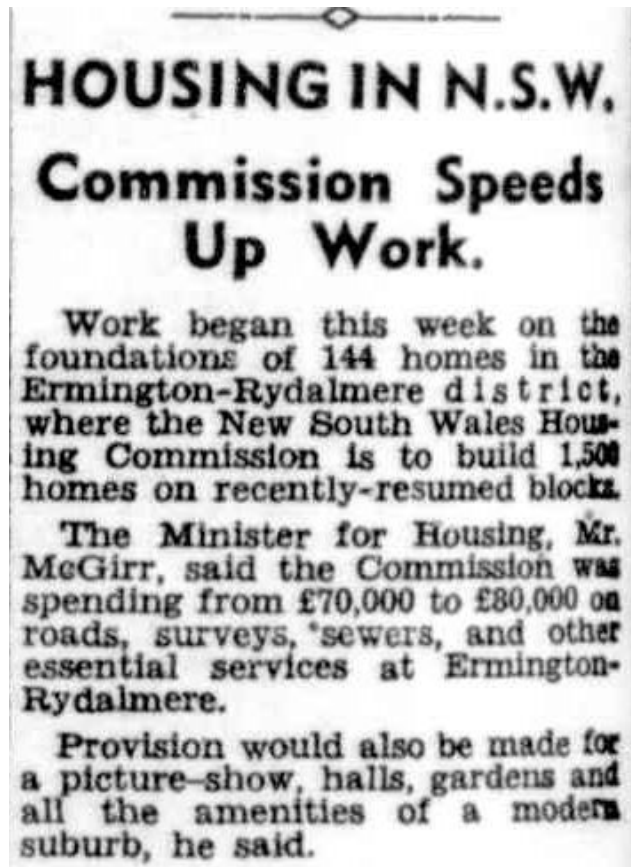 HOUSING IN N.S.W.
Commission Speeds
Up Work.
Work began this week on the
foundations of 144 homes in the
Ermington-Rydalmere district,
where the New South Wales Hous-
ing Commission is to build 1,500
homes on recently-resumed blocks.
The Minister for Housing, Mr.
McGirr, said the Commission was
spending from £70,000 to £80,000 on
roads, surveys, sewers, and other
essential services at Ermington-
Rydalmere.
Provision would also be made for
a picture-show, halls, gardens and
all the amenities of a modern
suburb, he said.